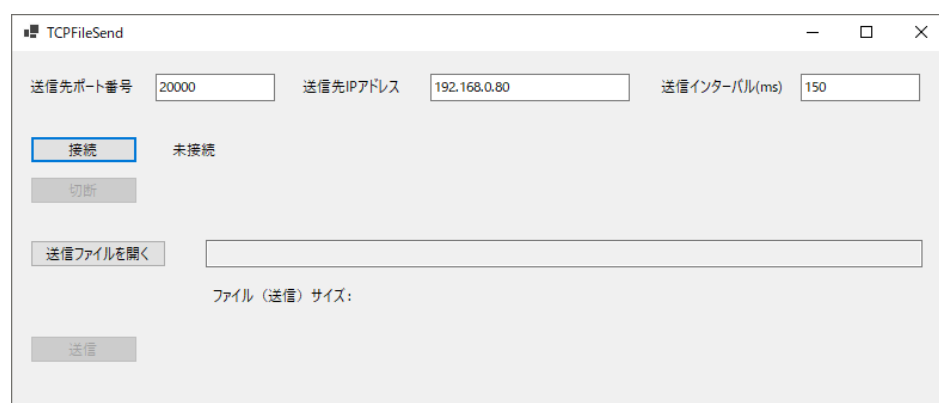 TCPFileSend
送信先ポート番号 20000 送信先IPアドレス 192.168.0.80 送信インターバル(ms) 150
接続 未接続
切断
送信ファイルを開く
ファイル（送信）サイズ:
送信